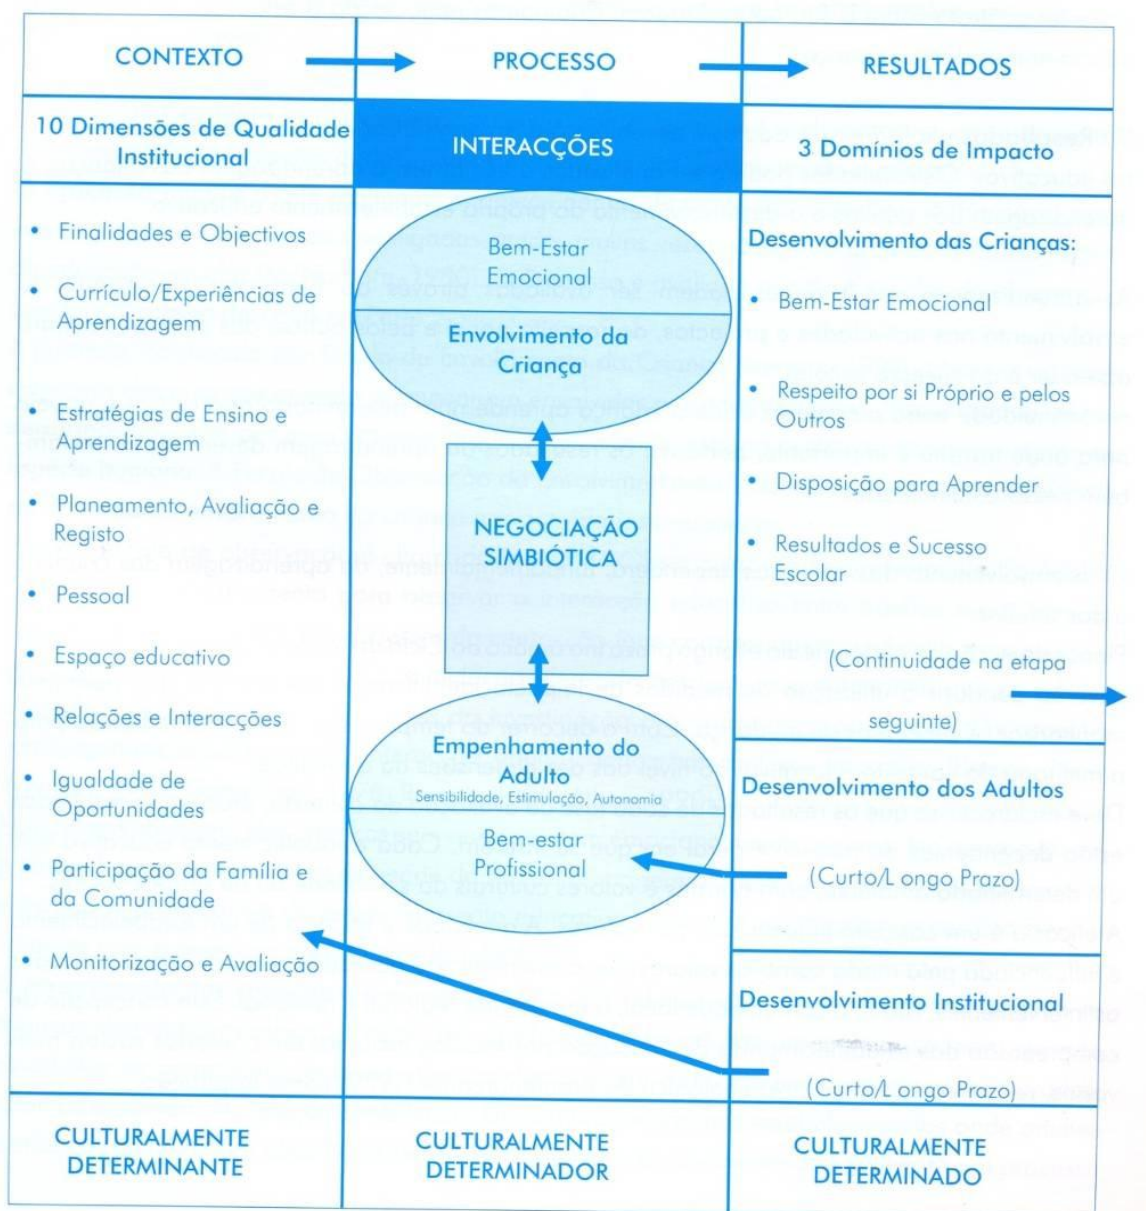 CONTEXTO
PROCESSO
RESULTADOS
10 Dimensões de Qualidade
Institucional
INTERACÇÕES
3 Domínios de Impacto
• Finalidades e Objectivos
• Currículo/Experiências de
Aprendizagem
• Estratégias de Ensino e
Aprendizagem
• Planeamento, Avaliação e
Registo
• Pessoal
• Espaço educativo
• Relações e Interacções
• Igualdade de
Oportunidades
• Participação da Família e
da Comunidade
• Monitorização e Avaliação
Bem-Estar
Emocional
Envolvimento da
Criança
NEGOCIAÇÃO
SIMBIÓTICA
Empenhamento do
Adulto
Sensibilidade, Estimulação, Autonomia
Bem-estar
Profissional
Desenvolvimento das Crianças:
• Bem-Estar Emocional
• Respeito por si Próprio e pelos
Outros
• Disposição para Aprender
• Resultados e Sucesso
Escolar
(Continuidade na etapa
seguinte)
Desenvolvimento dos Adultos
(Curto/Longo Prazo)
Desenvolvimento Institucional
(Curto/Longo Prazo)
CULTURALMENTE
DETERMINANTE
CULTURALMENTE
DETERMINADOR
CULTURALMENTE
DETERMINADO